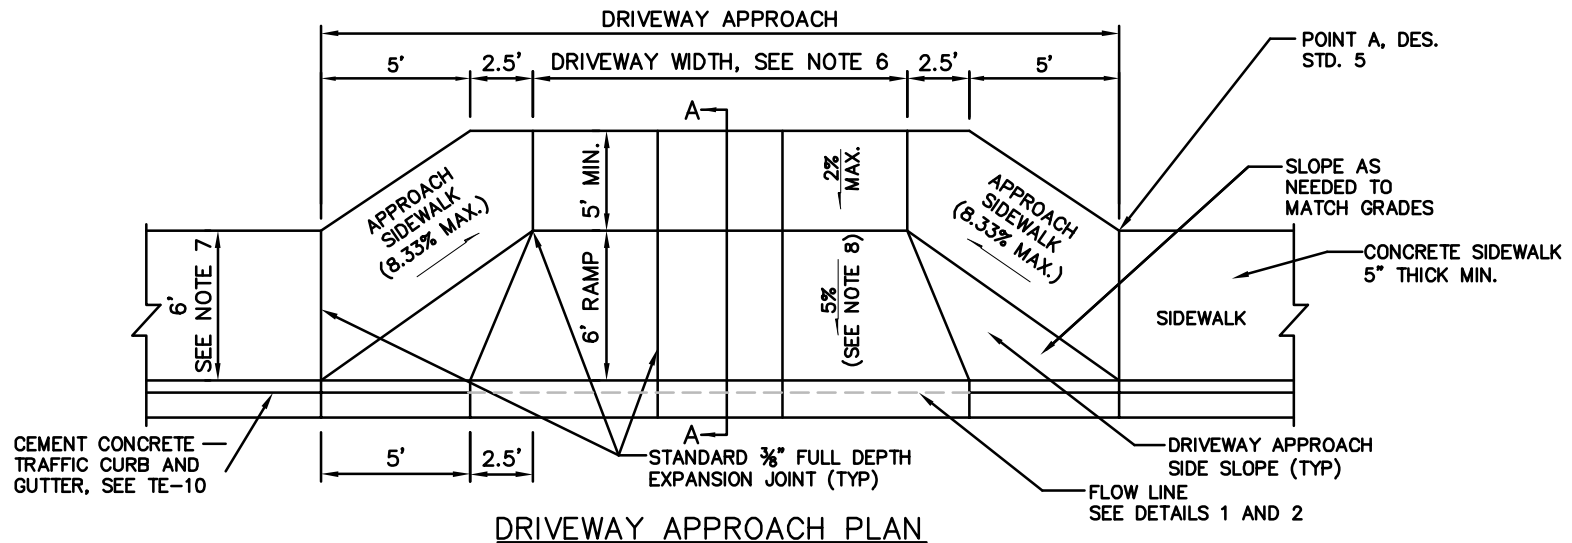 DRIVEWAY APPROACH
5'
2.5'
DRIVEWAY WIDTH, SEE NOTE 6
2.5'
5'
POINT A, DES.
STD. 5
A
5' MIN.
2%
MAX.
APPROACH
SIDEWALK
(8.33% MAX.)
APPROACH
SIDEWALK
(8.33% MAX.)
SLOPE AS
NEEDED TO
MATCH GRADES
CONCRETE SIDEWALK
5" THICK MIN.
6'
SEE NOTE 7
6' RAMP
5%
(SEE NOTE 8)
SIDEWALK
CEMENT CONCRETE
TRAFFIC CURB AND
GUTTER, SEE TE-10
5'
2.5'
A
STANDARD ⅜" FULL DEPTH
EXPANSION JOINT (TYP)
DRIVEWAY APPROACH
SIDE SLOPE (TYP)
FLOW LINE
SEE DETAILS 1 AND 2
DRIVEWAY APPROACH PLAN